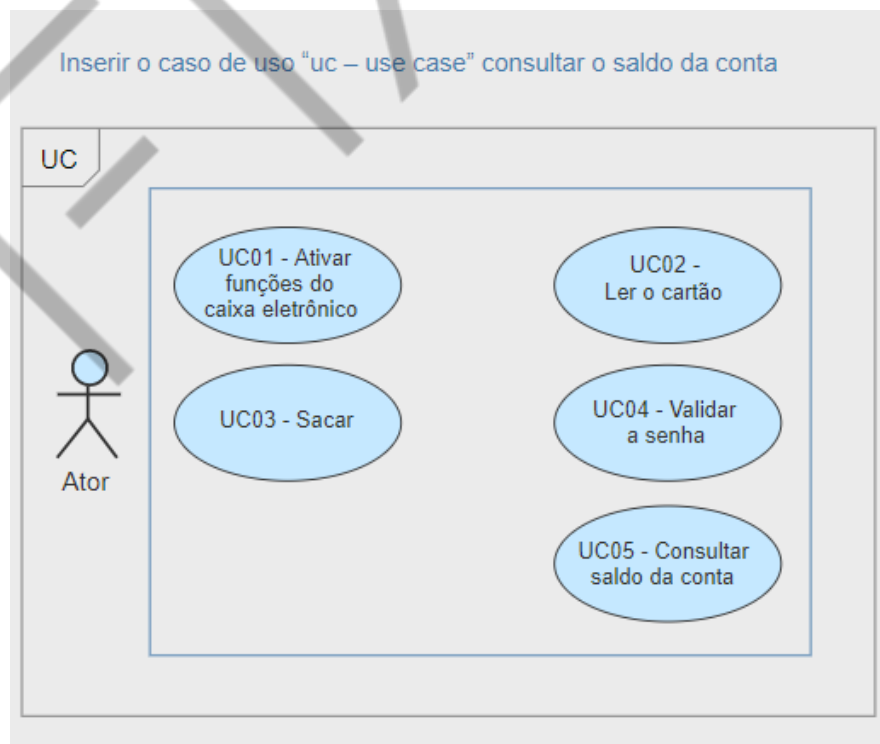 Inserir o caso de uso “uc – use case” consultar o saldo da conta
UC
UC01 - Ativar
funções do
caixa eletrônico
UC02 -
Ler o cartão
UC03 - Sacar
UC04 - Validar
a senha
UC05 - Consultar
saldo da conta
Ator